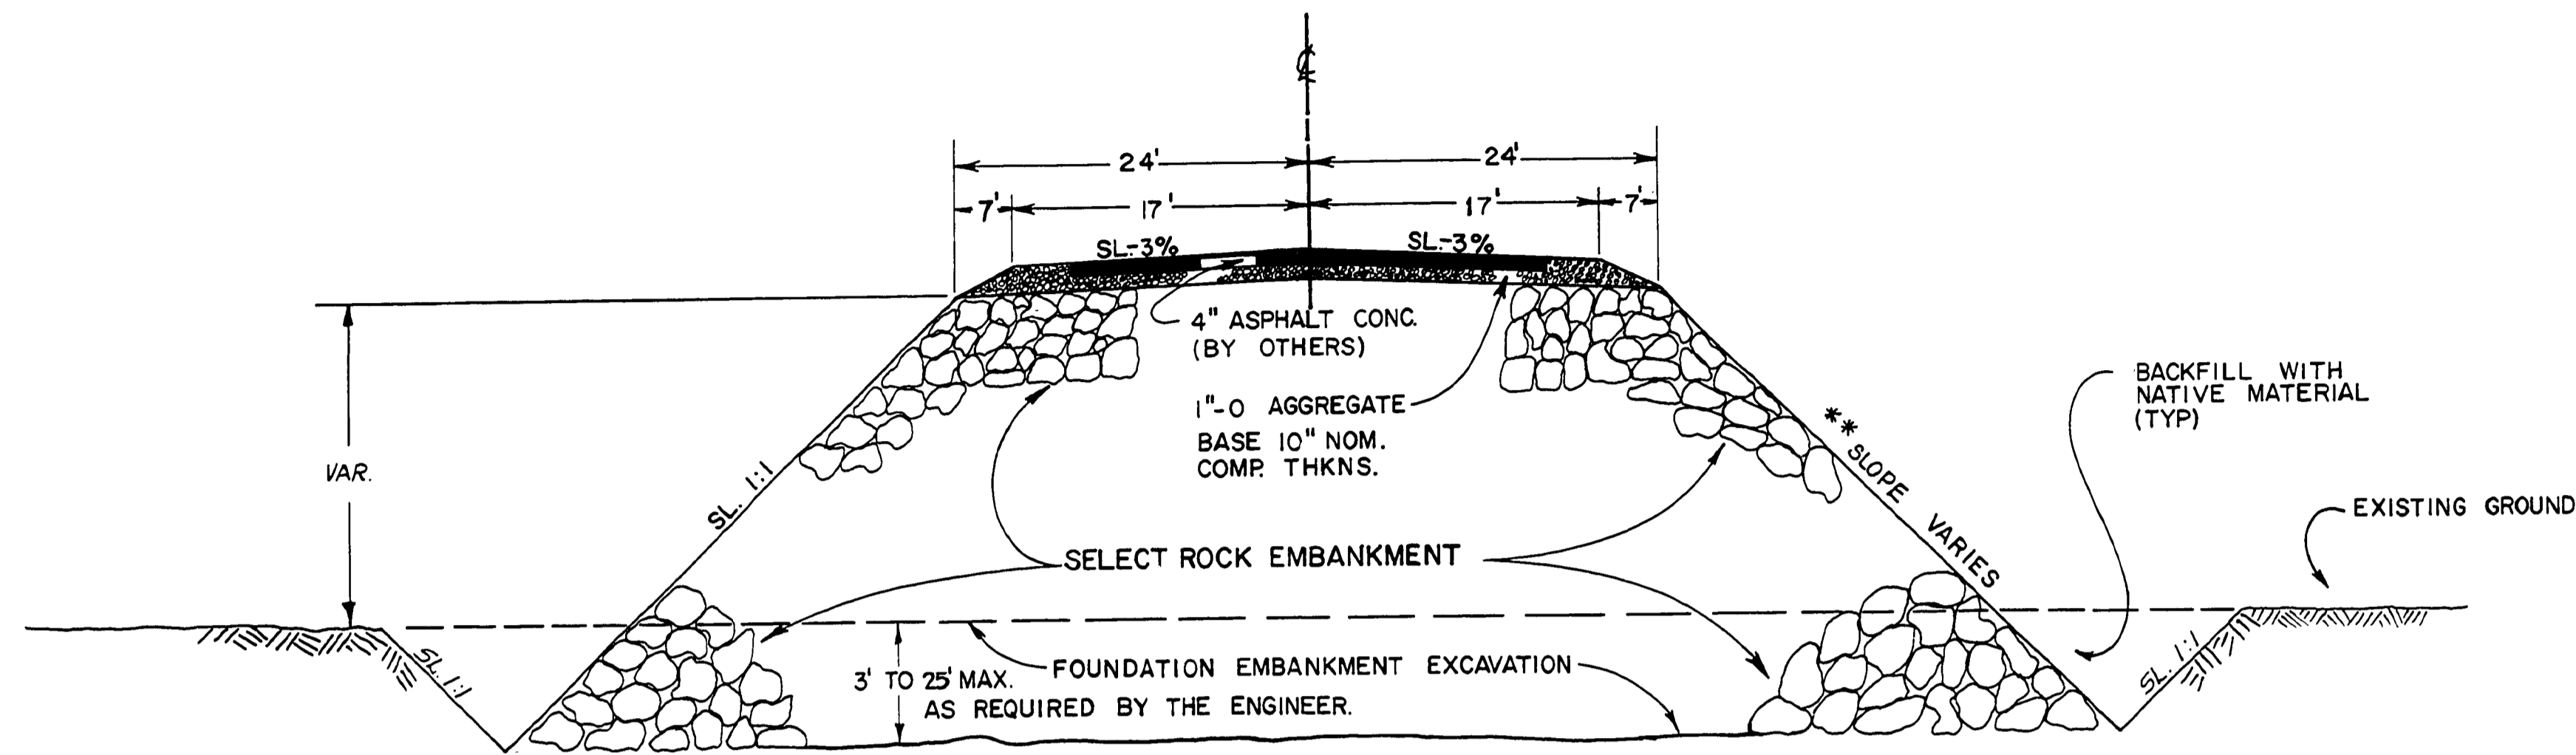 ℄
24' 24'
7' 17' 17' 7'
SL.-3% SL.-3%
4" ASPHALT CONC.
(BY OTHERS)
1"-O AGGREGATE
BASE 10" NOM.
COMP. THKNS.
BACKFILL WITH
NATIVE MATERIAL
(TYP)
VAR.
SL. 1:1
** SLOPE VARIES
EXISTING GROUND
SELECT ROCK EMBANKMENT
SL. 1:1
FOUNDATION EMBANKMENT EXCAVATION
3' TO 25' MAX.
AS REQUIRED BY THE ENGINEER.
SL. 1:1